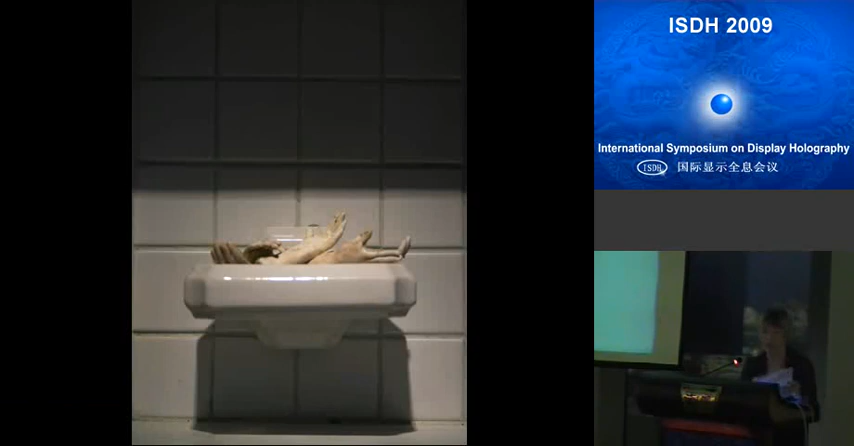 ISDH 2009
International Symposium on Display Holography
ISDH 国际显示全息会议